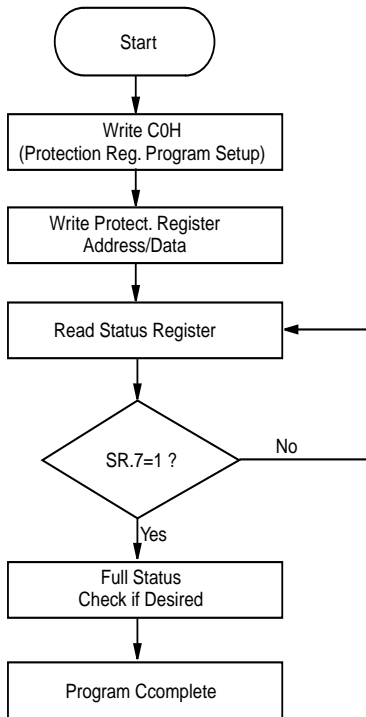 Start
Write C0H
(Protection Reg. Program Setup)
Write Protect. Register
Address/Data
Read Status Register
SR.7=1 ?
No
Yes
Full Status
Check if Desired
Program Ccomplete